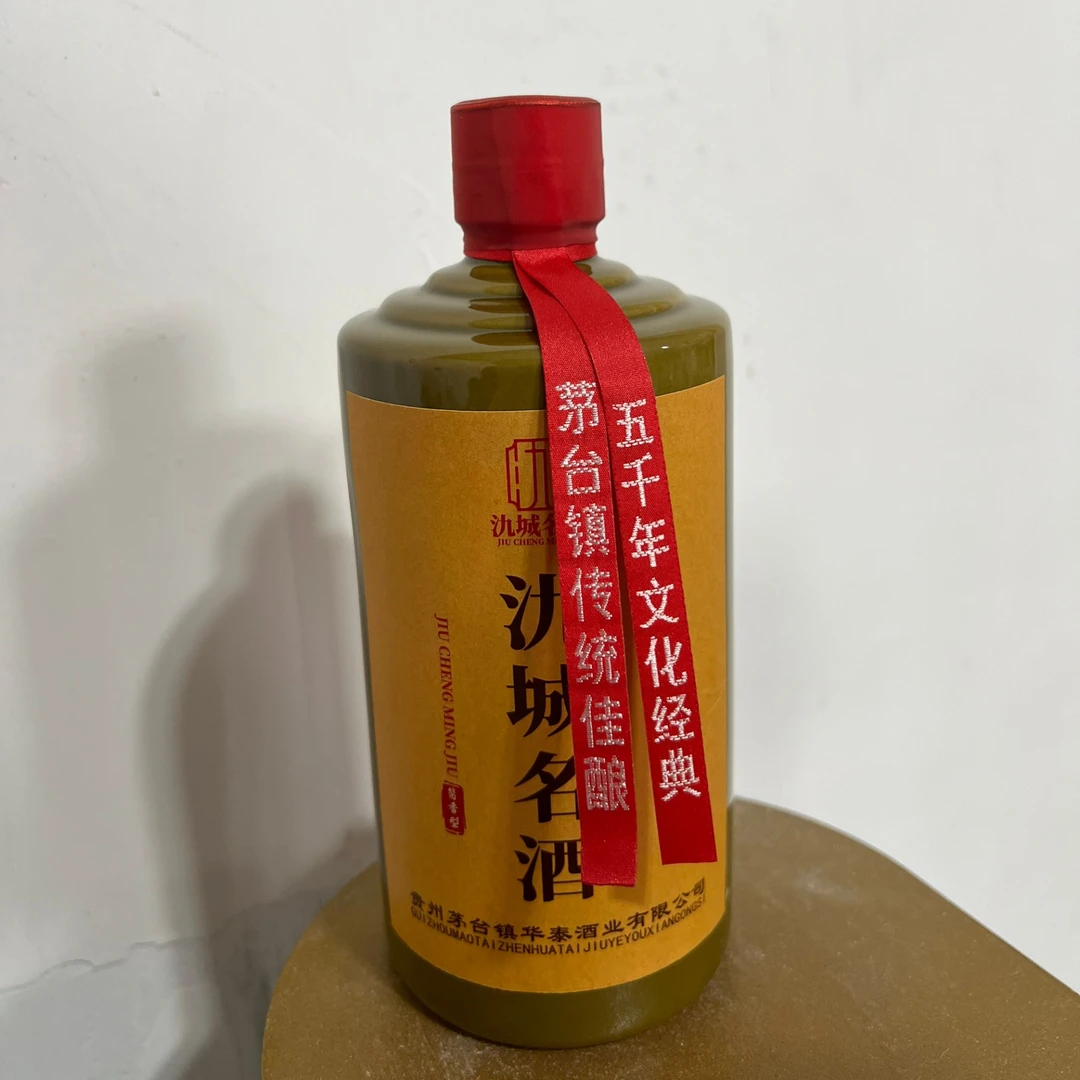 氿城名
JIU CHENG
氿城名酒
JIU CHENG MING JIU
酱香型
茅台镇传统佳酿
五千年文化经典
贵州茅台镇华泰酒业有限公司
GUIZHOUMAOTAIZHENHUATAIJIUYEYOUXIANGONGSI